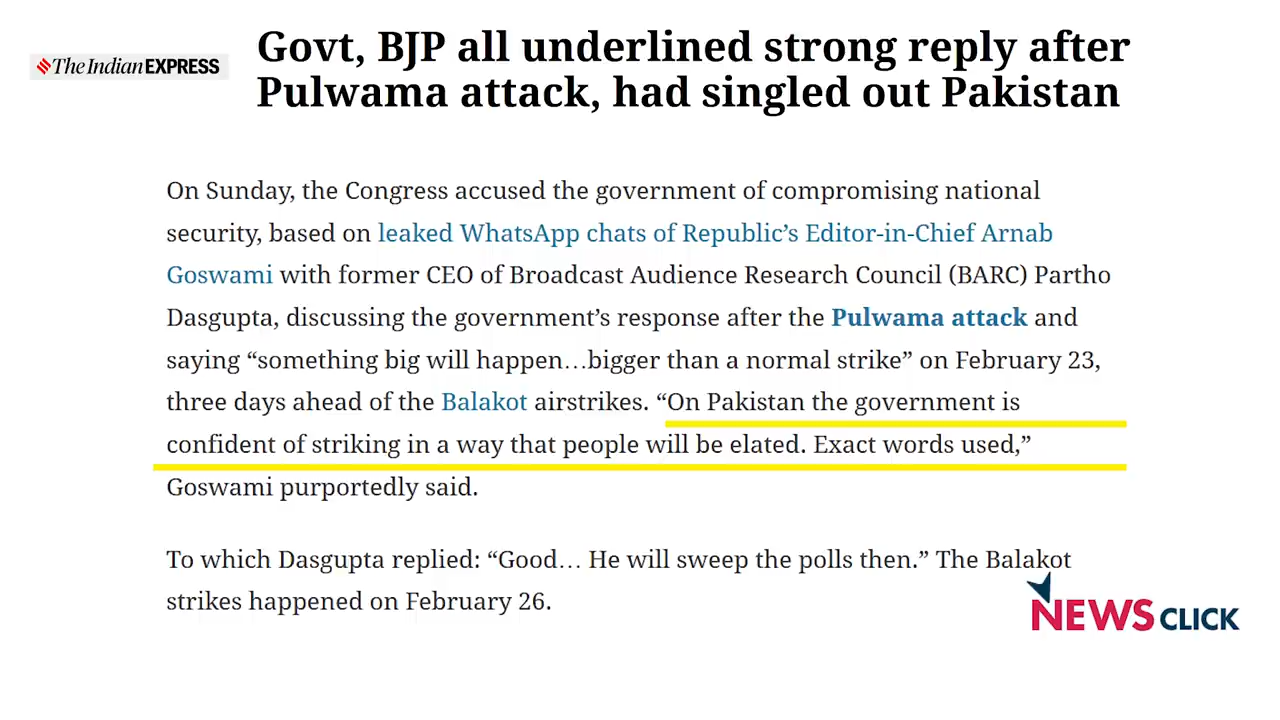 The Indian EXPRESS
Govt, BJP all underlined strong reply after
Pulwama attack, had singled out Pakistan
On Sunday, the Congress accused the government of compromising national
security, based on leaked WhatsApp chats of Republic’s Editor-in-Chief Arnab
Goswami with former CEO of Broadcast Audience Research Council (BARC) Partho
Dasgupta, discussing the government’s response after the Pulwama attack and
saying “something big will happen…bigger than a normal strike” on February 23,
three days ahead of the Balakot airstrikes. “On Pakistan the government is
confident of striking in a way that people will be elated. Exact words used,”
Goswami purportedly said.
To which Dasgupta replied: “Good… He will sweep the polls then.” The Balakot
strikes happened on February 26.
NEWSCLICK